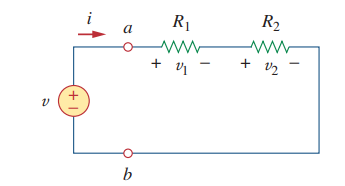 i
a
R₁
R₂
+ v₁ −
+ v₂ −
v
+
−
b